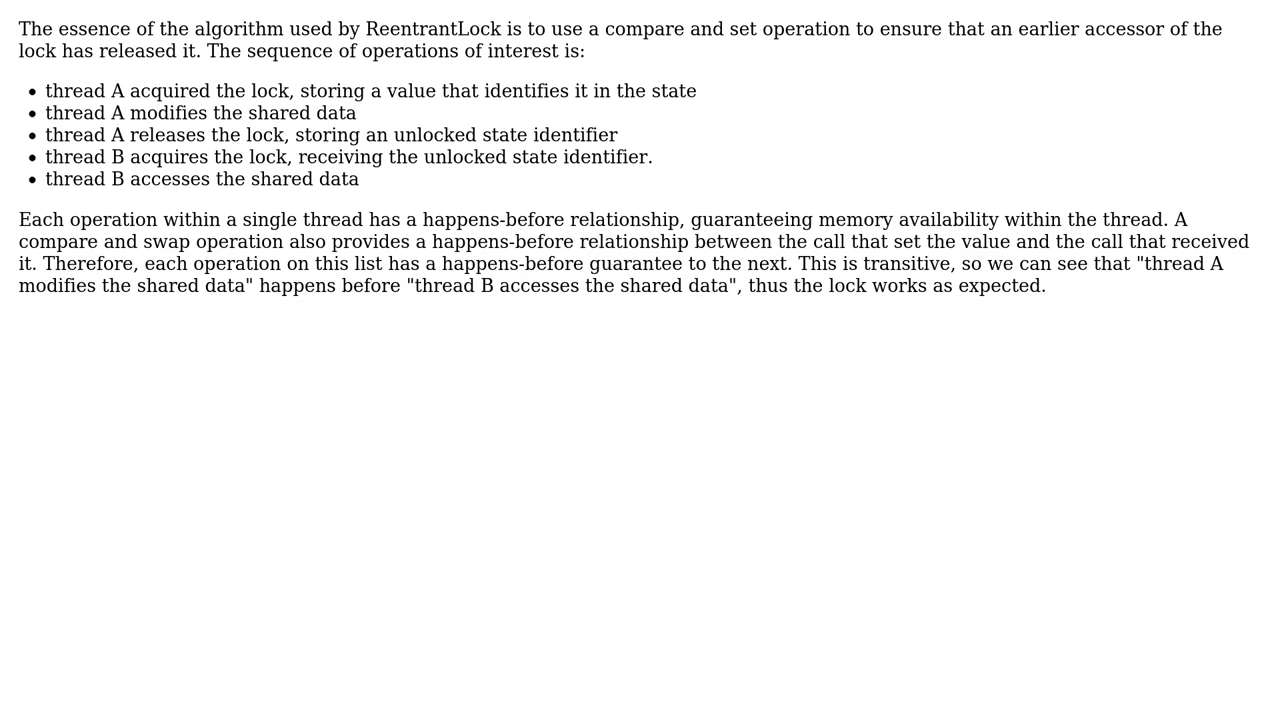 The essence of the algorithm used by ReentrantLock is to use a compare and set operation to ensure that an earlier accessor of the
lock has released it. The sequence of operations of interest is:
• thread A acquired the lock, storing a value that identifies it in the state
• thread A modifies the shared data
• thread A releases the lock, storing an unlocked state identifier
• thread B acquires the lock, receiving the unlocked state identifier.
• thread B accesses the shared data
Each operation within a single thread has a happens-before relationship, guaranteeing memory availability within the thread. A
compare and swap operation also provides a happens-before relationship between the call that set the value and the call that received
it. Therefore, each operation on this list has a happens-before guarantee to the next. This is transitive, so we can see that "thread A
modifies the shared data" happens before "thread B accesses the shared data", thus the lock works as expected.